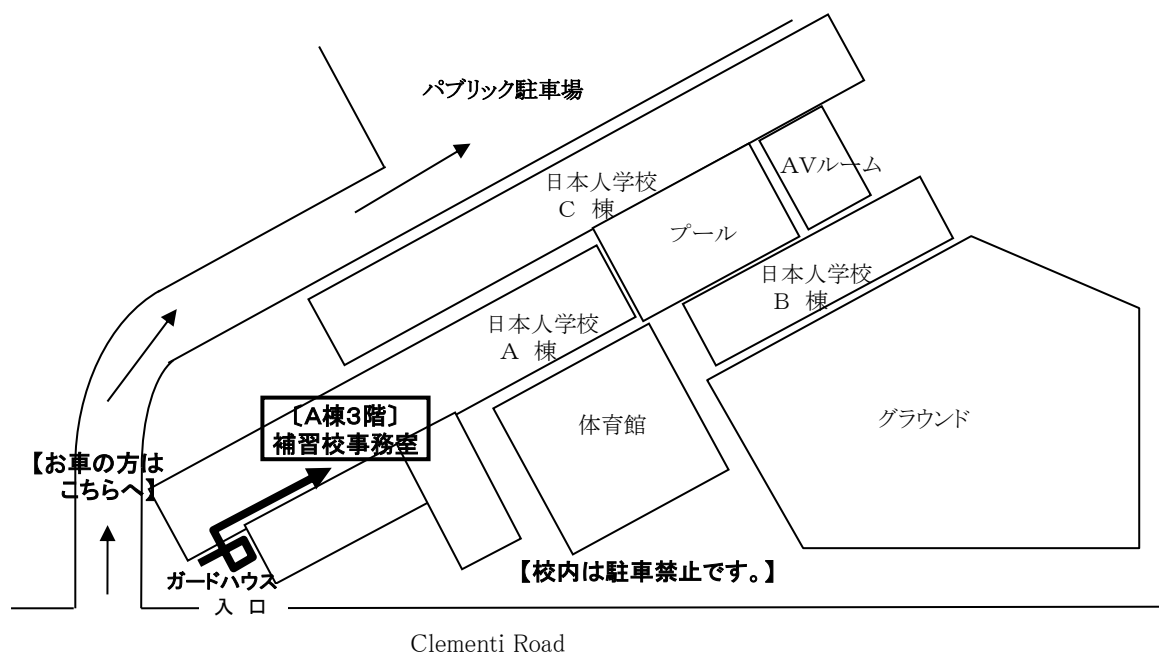 パブリック駐車場
AVルーム
日本人学校
C 棟
プール
日本人学校
B 棟
日本人学校
A 棟
〔A棟3階〕
補習校事務室
体育館
グラウンド
【お車の方は
こちらへ】
【校内は駐車禁止です。】
ガードハウス
入 口
Clementi Road